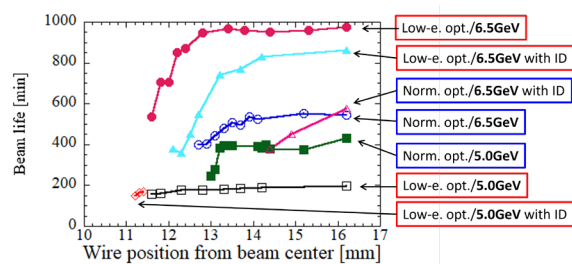 1000
800
600
400
200
0
10 11 12 13 14 15 16 17
Beam life [min]
Wire position from beam center [mm]
Low-e. opt./6.5GeV
Low-e. opt./6.5GeV with ID
Norm. opt./6.5GeV with ID
Norm. opt./6.5GeV
Norm. opt./5.0GeV
Low-e. opt./5.0GeV
Low-e. opt./5.0GeV with ID